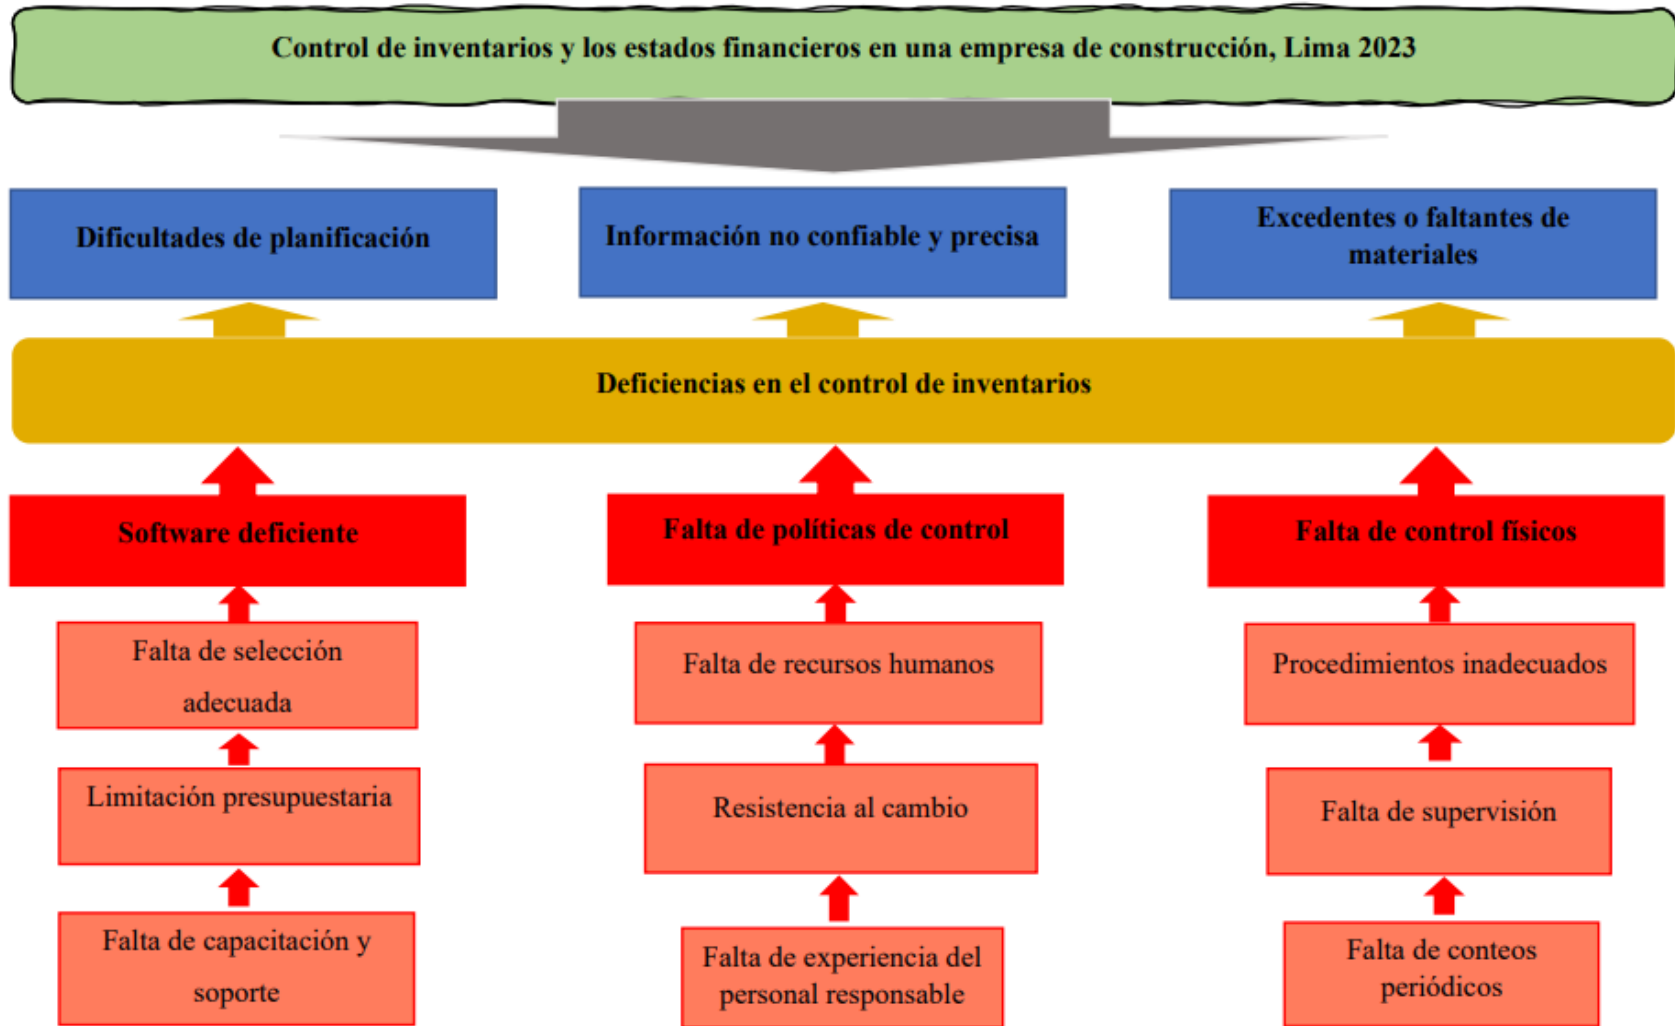 Control de inventarios y los estados financieros en una empresa de construcción, Lima 2023
Dificultades de planificación
Información no confiable y precisa
Excedentes o faltantes de
materiales
Deficiencias en el control de inventarios
Software deficiente
Falta de políticas de control
Falta de control físicos
Falta de selección
adecuada
Falta de recursos humanos
Procedimientos inadecuados
Limitación presupuestaria
Resistencia al cambio
Falta de supervisión
Falta de capacitación y
soporte
Falta de experiencia del
personal responsable
Falta de conteos
periódicos